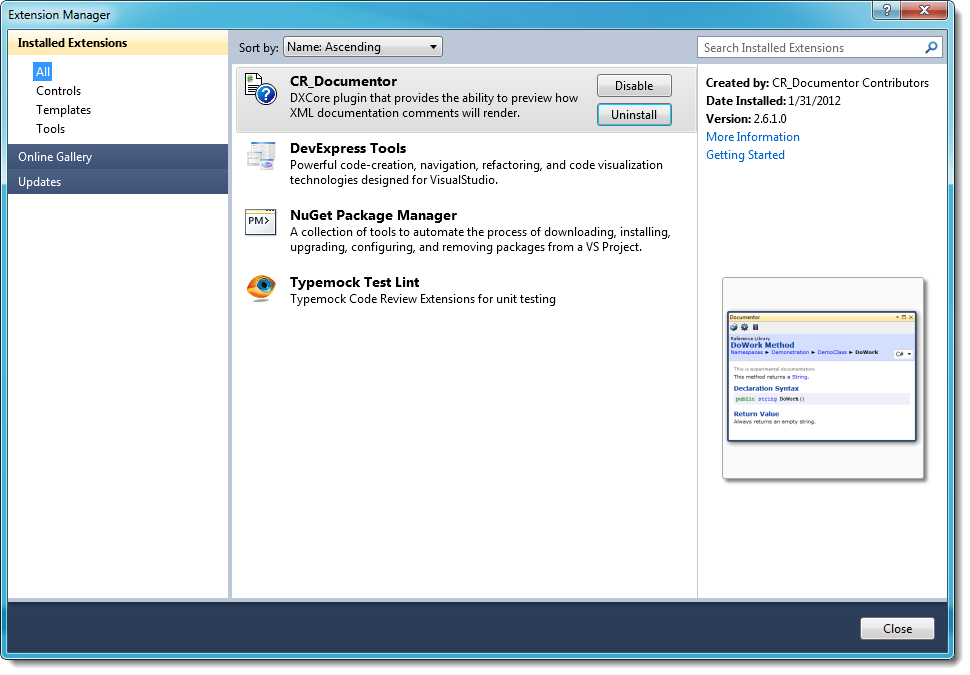 Extension Manager
?
Installed Extensions
All
Controls
Templates
Tools
Online Gallery
Updates
Sort by: Name: Ascending
Search Installed Extensions
CR_Documentor
DXCore plugin that provides the ability to preview how
XML documentation comments will render.
Disable
Uninstall
DevExpress Tools
Powerful code-creation, navigation, refactoring, and code visualization
technologies designed for VisualStudio.
PM>
NuGet Package Manager
A collection of tools to automate the process of downloading, installing,
upgrading, configuring, and removing packages from a VS Project.
Typemock Test Lint
Typemock Code Review Extensions for unit testing
Created by: CR_Documentor Contributors
Date Installed: 1/31/2012
Version: 2.6.1.0
More Information
Getting Started
Documentor
Reference Library
DoWork Method
Namespaces ► Demonstration ► DemoClass ► DoWork
C#
This is experimental documentation.
This method returns a String.
Declaration Syntax
public string DoWork()
Return Value
Always returns an empty string.
Close